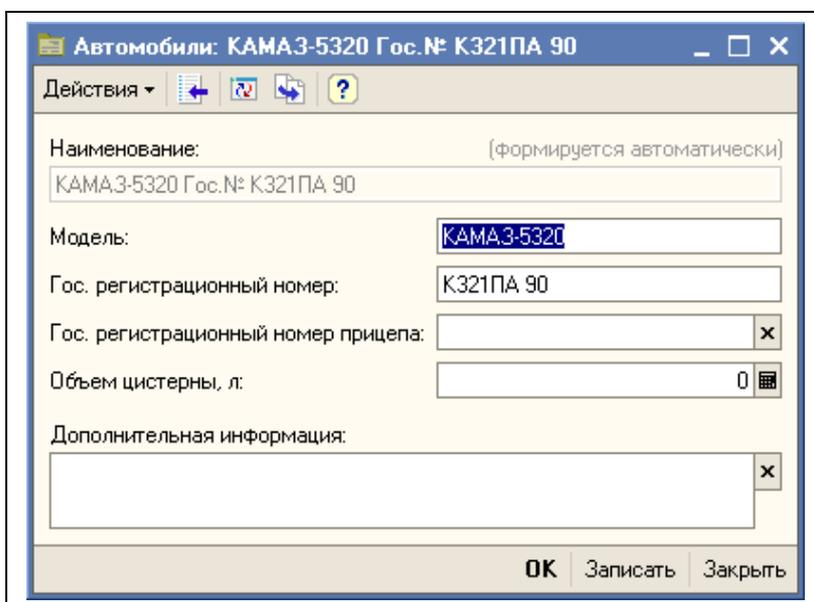 Автомобили: КАМАЗ-5320 Гос.№ К321ПА 90
Действия
Наименование: (формируется автоматически)
КАМАЗ-5320 Гос.№ К321ПА 90
Модель: КАМАЗ-5320
Гос. регистрационный номер: К321ПА 90
Гос. регистрационный номер прицепа:
Объем цистерны, л: 0
Дополнительная информация:
ОК Записать Закрыть